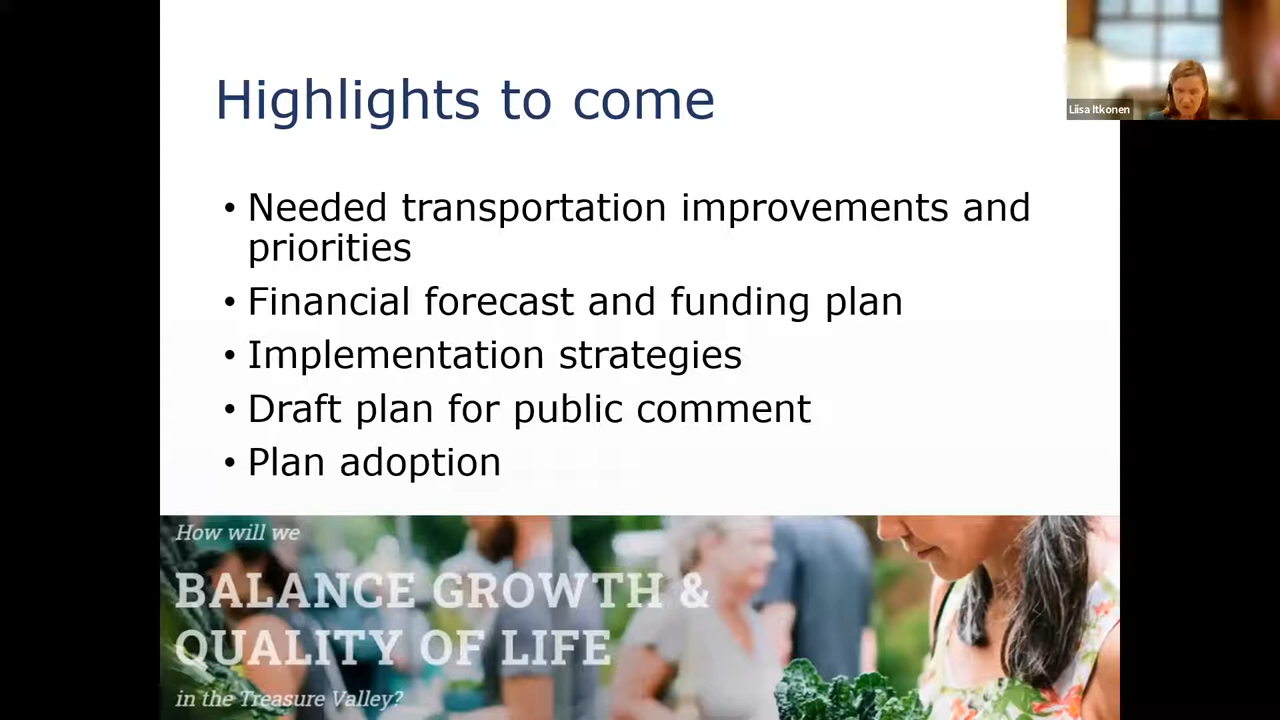 Highlights to come
Liisa Itkonen
• Needed transportation improvements and
priorities
• Financial forecast and funding plan
• Implementation strategies
• Draft plan for public comment
• Plan adoption
How will we
BALANCE GROWTH &
QUALITY OF LIFE
in the Treasure Valley?